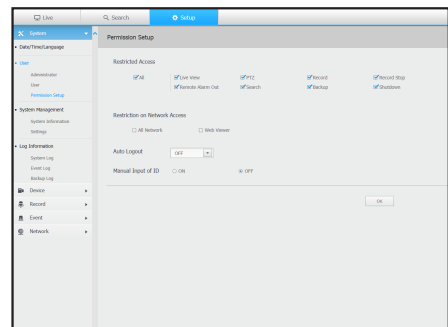 Live
Search
Setup
System
Date/Time/Language
User
Administrator
User
Permission Setup
System Management
System Information
Settings
Log Information
System Log
Event Log
Backup Log
Device
Record
Event
Network
Permission Setup
Restricted Access
All
Live View
PTZ
Record
Record Stop
Remote Alarm Out
Search
Backup
Shutdown
Restriction on Network Access
All Network
Web Viewer
Auto Logout
OFF
Manual Input of ID
ON
OFF
OK